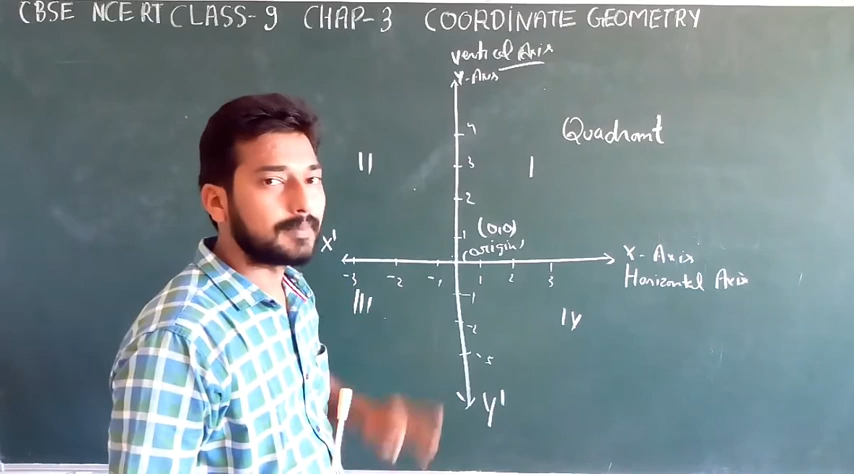 CBSE NCERT CLASS-9 CHAP-3 COORDINATE GEOMETRY
Vertical Axis
Y-Axis
4
Quadrant
II
3
I
2
1
(0,0)
origin
X'
X-Axis
-3 -2 -1 1 2 3
Horizontal Axis
III
-1
IV
-2
Y'